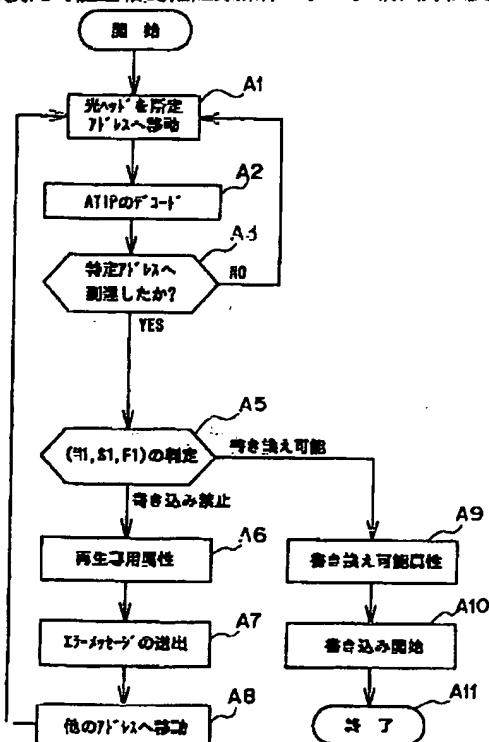 開始
A1
光ヘッドを所定
アドレスへ移動
A2
ATIPのデコード
特定アドレスへ
到達したか?
NO
YES
A5
(M1,S1,F1)の判定
書き換え可能
書き込み禁止
A6
再生専用属性
A9
書き換え可能属性
A7
エラーメッセージの送出
A10
書き込み開始
A8
他のアドレスへ移動
A11
終了